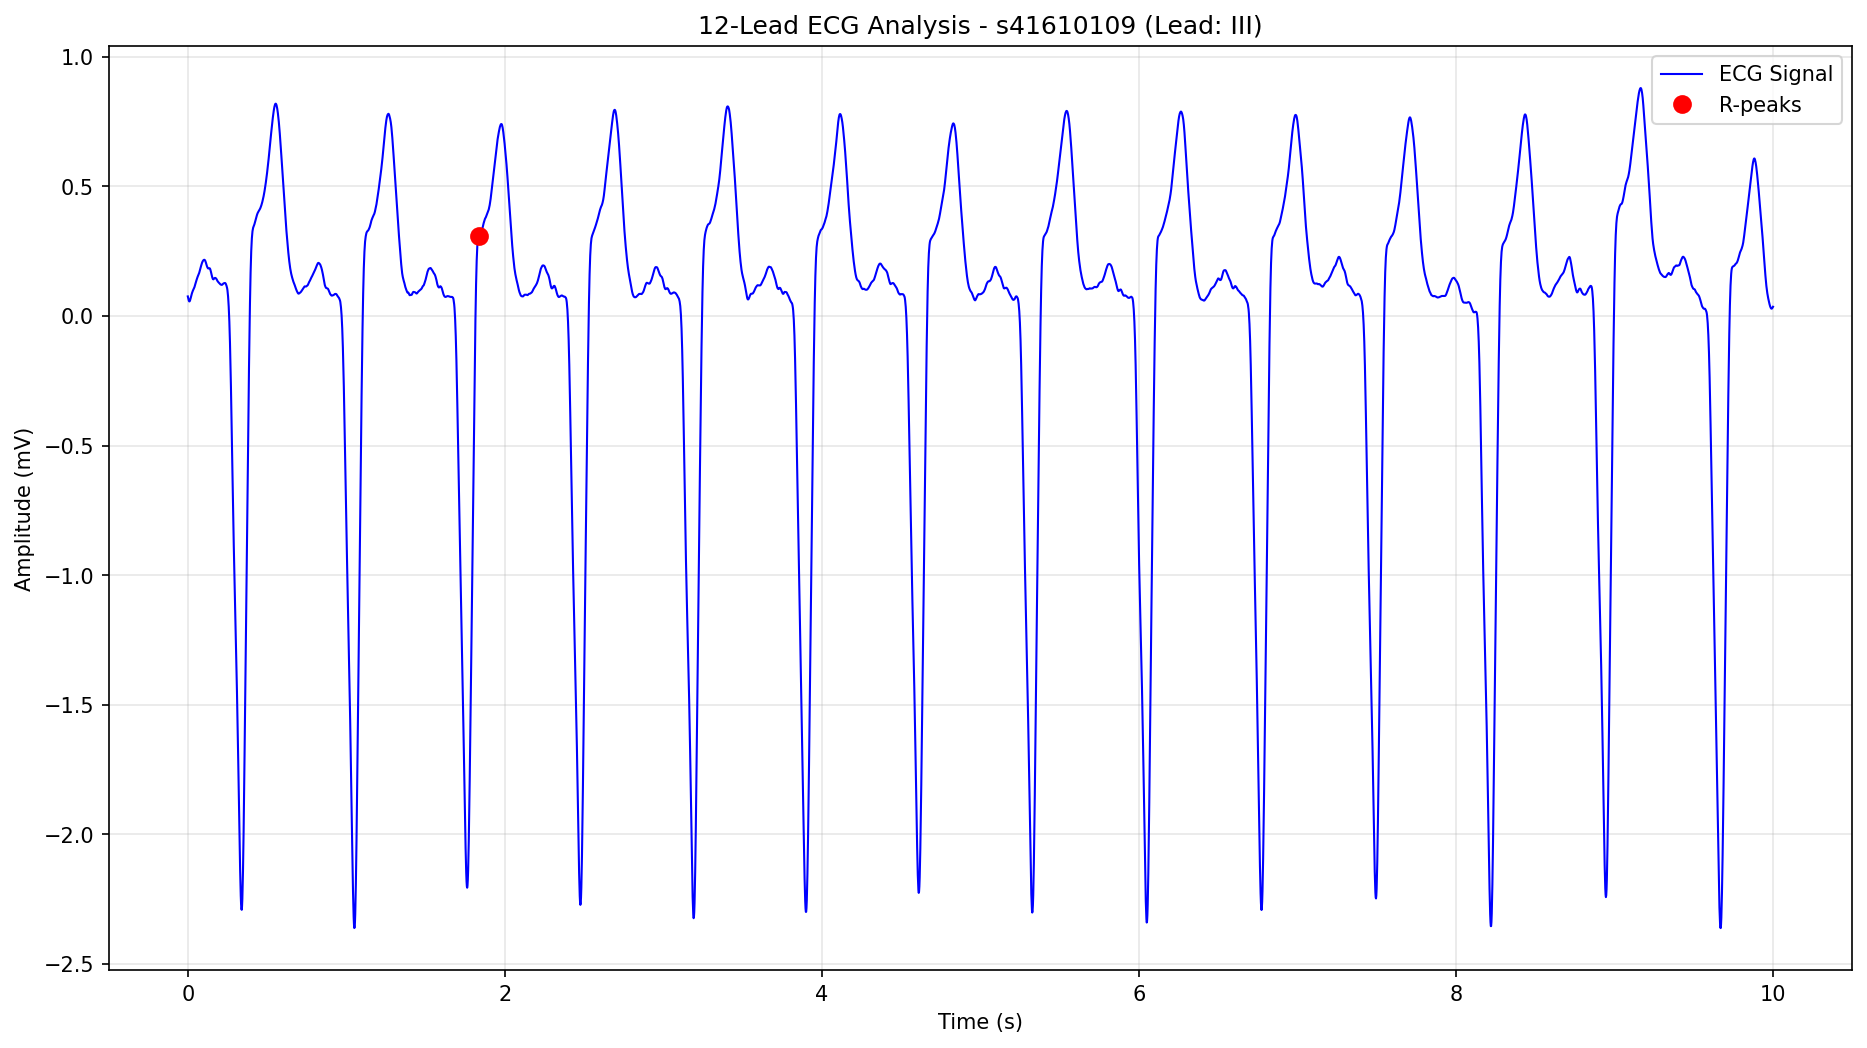 12-Lead ECG Analysis - s41610109 (Lead: III)
ECG Signal
R-peaks
1.0
0.5
0.0
−0.5
−1.0
−1.5
−2.0
−2.5
Amplitude (mV)
0 2 4 6 8 10
Time (s)